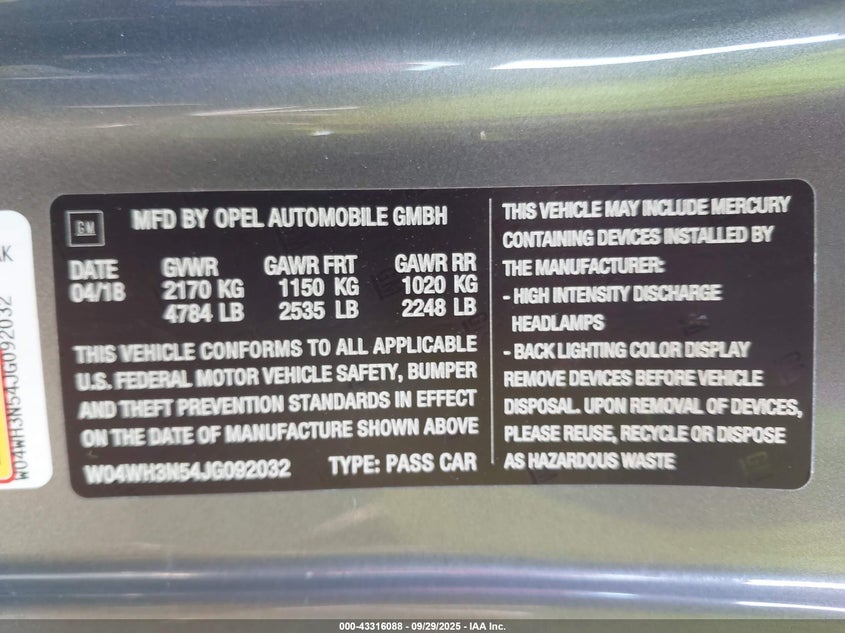 GM
MFD BY OPEL AUTOMOBILE GMBH
DATE GVWR GAWR FRT GAWR RR
04/18 2170 KG 1150 KG 1020 KG
4784 LB 2535 LB 2248 LB
THIS VEHICLE CONFORMS TO ALL APPLICABLE
U.S. FEDERAL MOTOR VEHICLE SAFETY, BUMPER
AND THEFT PREVENTION STANDARDS IN EFFECT
ON THE DATE OF MANUFACTURE SHOWN ABOVE
W04WH3N54JG092032 TYPE: PASS CAR
THIS VEHICLE MAY INCLUDE MERCURY
CONTAINING DEVICES INSTALLED BY
THE MANUFACTURER:
- HIGH INTENSITY DISCHARGE
HEADLAMPS
- BACK LIGHTING COLOR DISPLAY
REMOVE DEVICES BEFORE VEHICLE
DISPOSAL. UPON REMOVAL OF DEVICES,
PLEASE REUSE, RECYCLE OR DISPOSE
AS HAZARDOUS WASTE
W04WH3N54JG092032
000-43316088 - 09/29/2025 - IAA Inc.